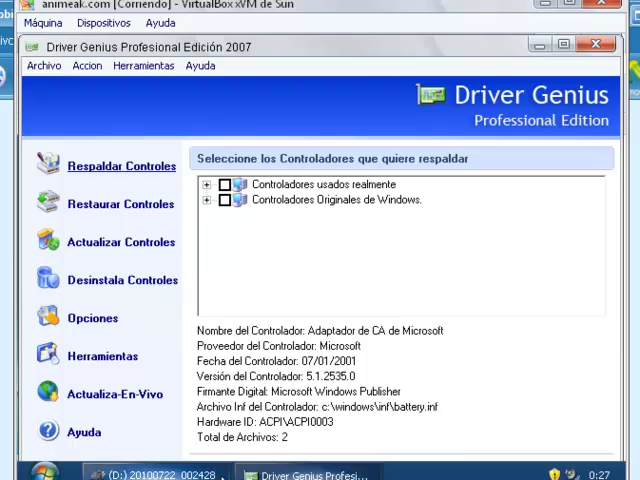 animeak.com [Corriendo] - VirtualBox xVM de Sun
Máquina Dispositivos Ayuda
Driver Genius Profesional Edición 2007
Archivo Accion Herramientas Ayuda
Driver Genius
Professional Edition
Respaldar Controles
Restaurar Controles
Actualizar Controles
Desinstala Controles
Opciones
Herramientas
Actualiza-En-Vivo
Ayuda
Seleccione los Controladores que quiere respaldar
Controladores usados realmente
Controladores Originales de Windows.
Nombre del Controlador: Adaptador de CA de Microsoft
Proveedor del Controlador: Microsoft
Fecha del Controlador: 07/01/2001
Versión del Controlador: 5.1.2535.0
Firmante Digital: Microsoft Windows Publisher
Archivo Inf del Controlador: c:\windows\inf\battery.inf
Hardware ID: ACPI\ACPI0003
Total de Archivos: 2
(D:) 20100722_002428
Driver Genius Profesi...
0:27